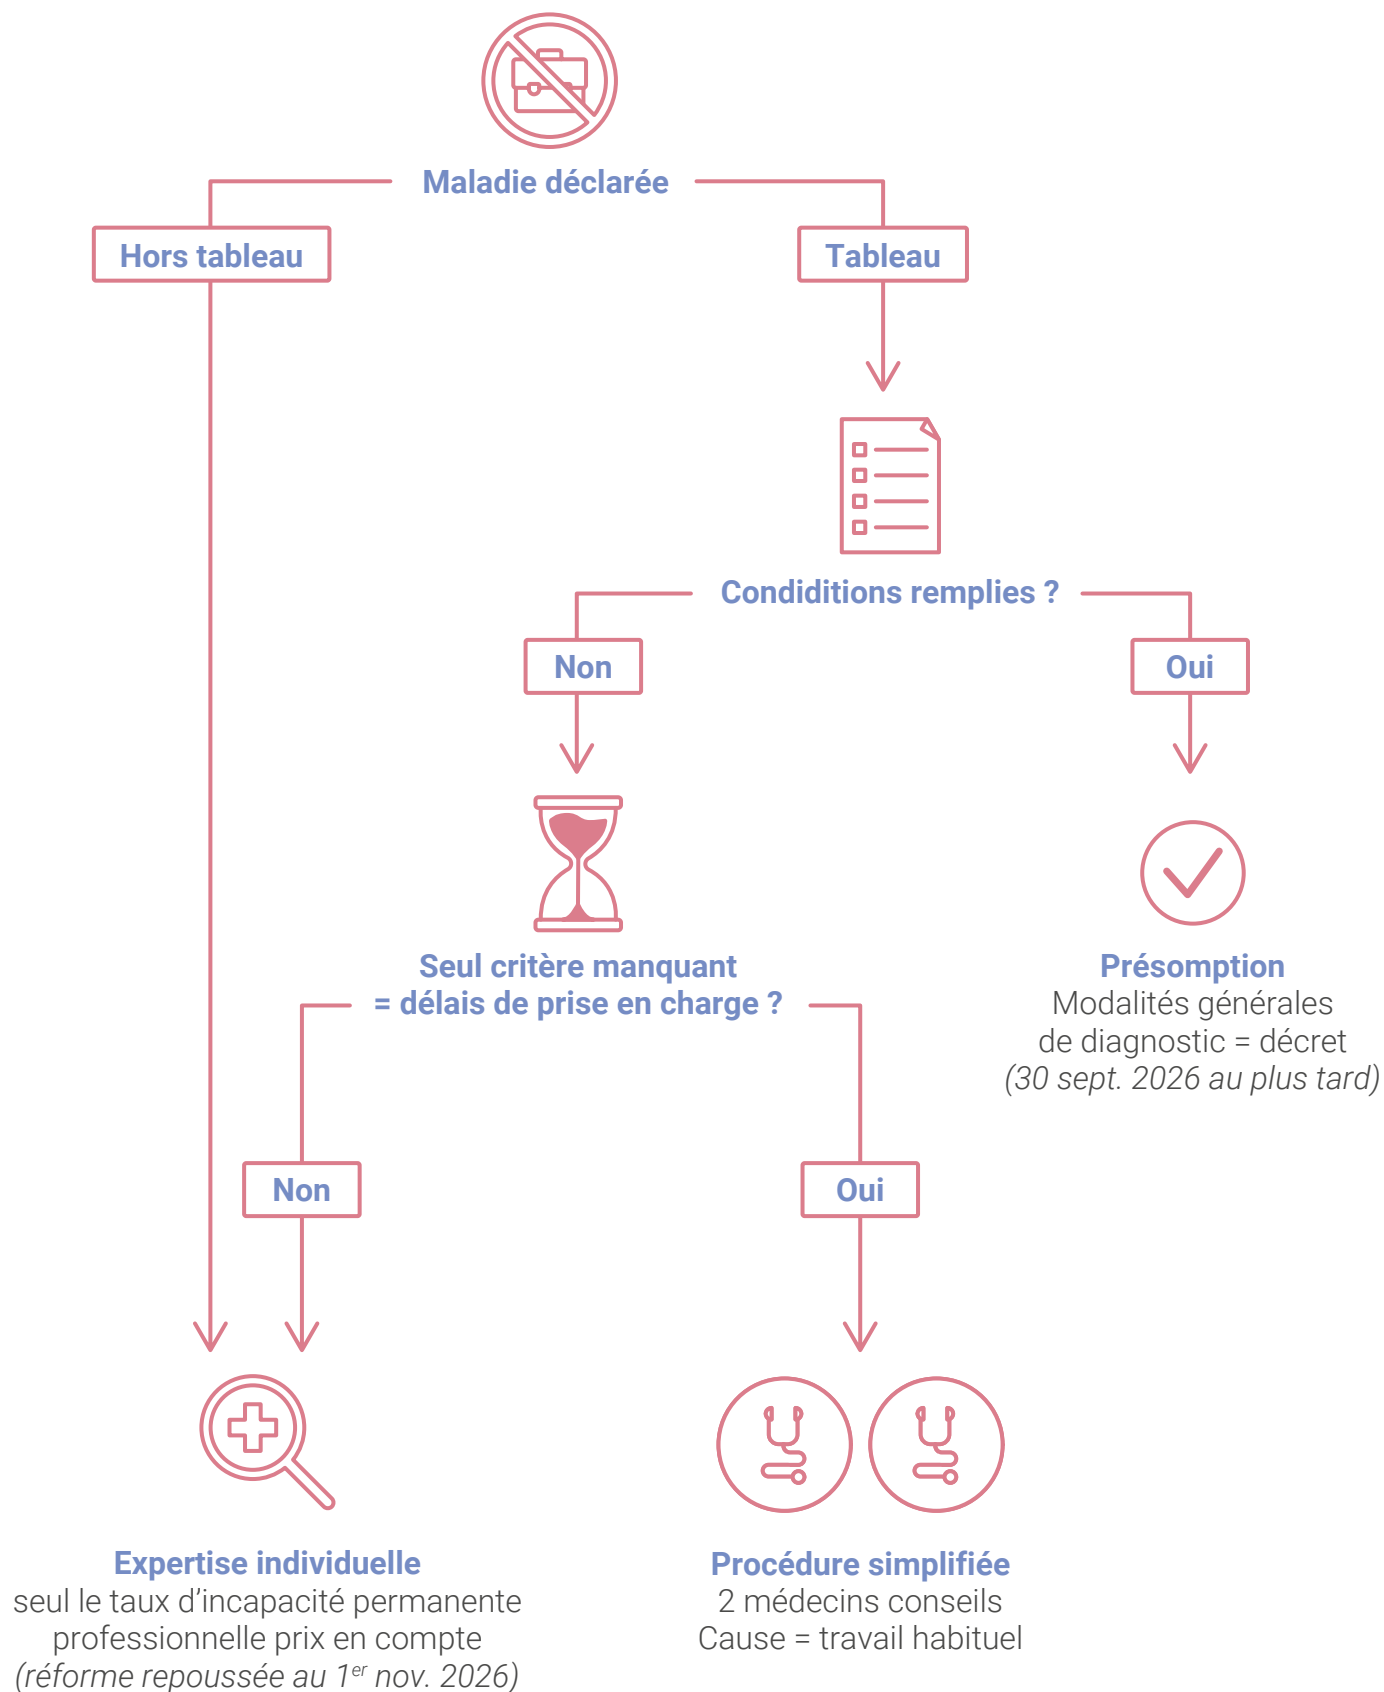 Maladie déclarée
Hors tableau
Tableau
Condiditions remplies ?
Non
Oui
Seul critère manquant
= délais de prise en charge ?
Présomption
Modalités générales
de diagnostic = décret
(30 sept. 2026 au plus tard)
Non
Oui
Expertise individuelle
seul le taux d’incapacité permanente
professionnelle prix en compte
(réforme repoussée au 1er nov. 2026)
Procédure simplifiée
2 médecins conseils
Cause = travail habituel